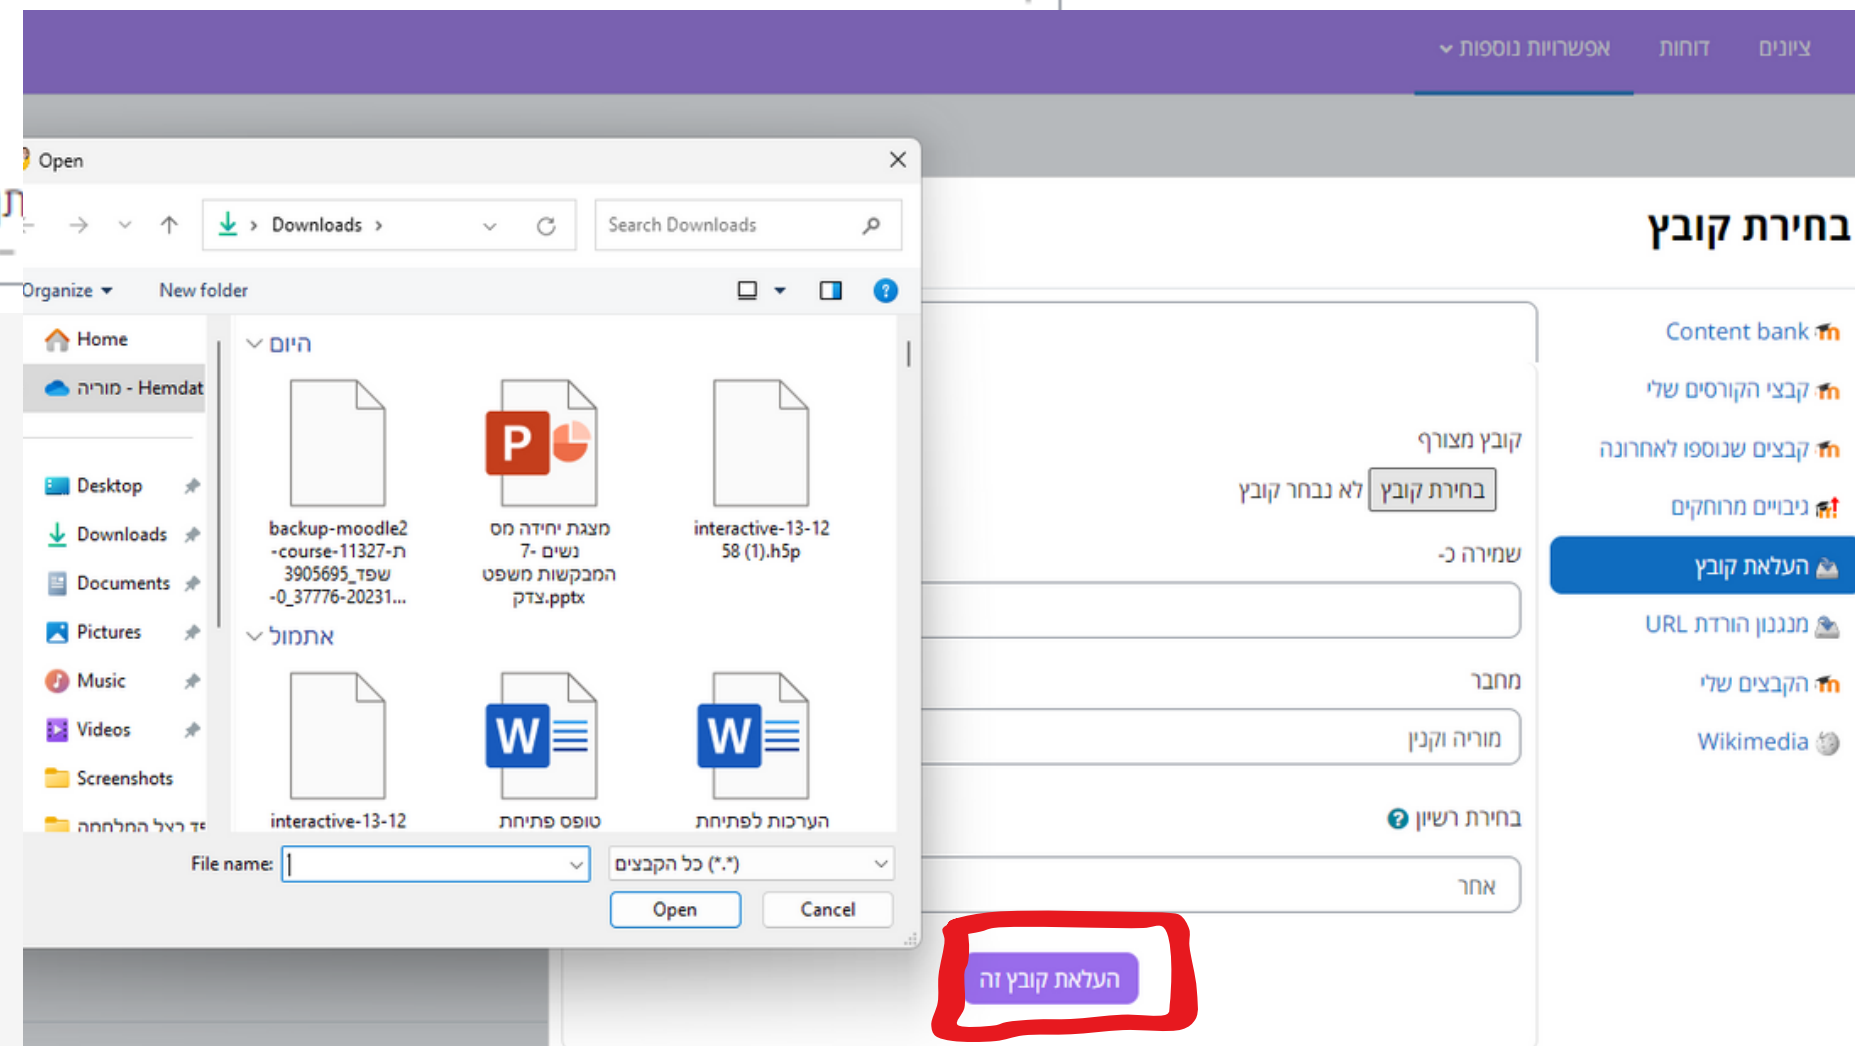 ציונים
דוחות
אפשרויות נוספות
Open
Downloads
Search Downloads
Organize
New folder
Home
מוריה - Hemdat
Desktop
Downloads
Documents
Pictures
Music
Videos
Screenshots
היום
backup-moodle2
-course-11327-ת
שפד_3905695
-0_37776-20231...
מצגת יחידה מס
נשים -7
המבקשות משפט
צדק.pptx
interactive-13-12
58 (1).h5p
אתמול
interactive-13-12
טופס פתיחת
הערכות לפתיחת
File name:
כל הקבצים (*.*)
Open
Cancel
בחירת קובץ
Content bank
קבצי הקורסים שלי
קבצים שנוספו לאחרונה
גיבויים מרוחקים
העלאת קובץ
מנגנון הורדת URL
הקבצים שלי
Wikimedia
קובץ מצורף
בחירת קובץ לא נבחר קובץ
שמירה כ-
מחבר
מוריה וקנין
בחירת רשיון
אחר
העלאת קובץ זה